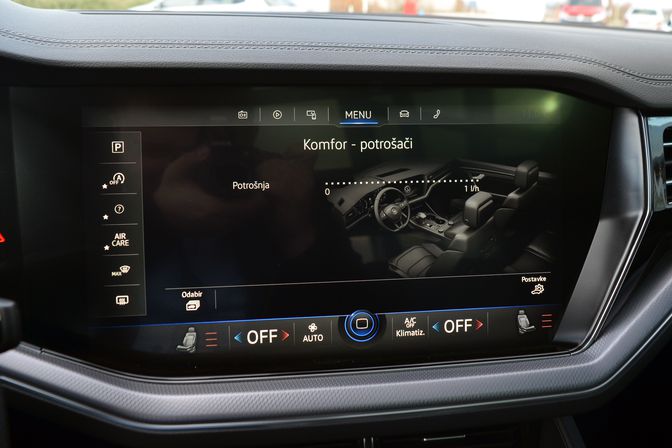 MENU
Komfor - potrošači
Potrošnja
0
1 l/h
P
OFF
?
AIR
CARE
MAX
Odabir
Postavke
OFF
AUTO
A/C
OFF
Klimatiz.
OFF